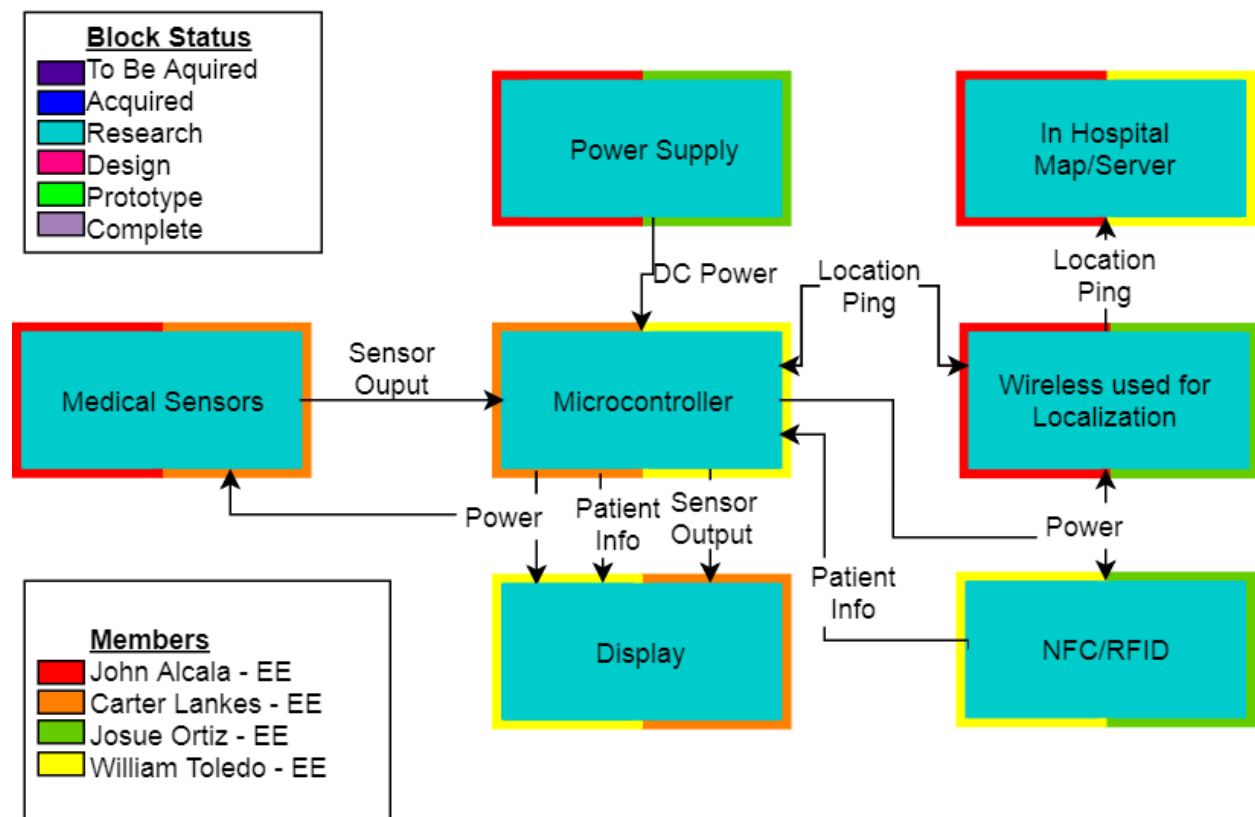 Block Status
To Be Aquired
Acquired
Research
Design
Prototype
Complete
Power Supply
In Hospital
Map/Server
DC Power
Location
Ping
Location
Ping
Sensor
Ouput
Medical Sensors
Microcontroller
Wireless used for
Localization
Power
Patient
Info
Sensor
Output
Power
Patient
Info
Display
NFC/RFID
Members
John Alcala - EE
Carter Lankes - EE
Josue Ortiz - EE
William Toledo - EE